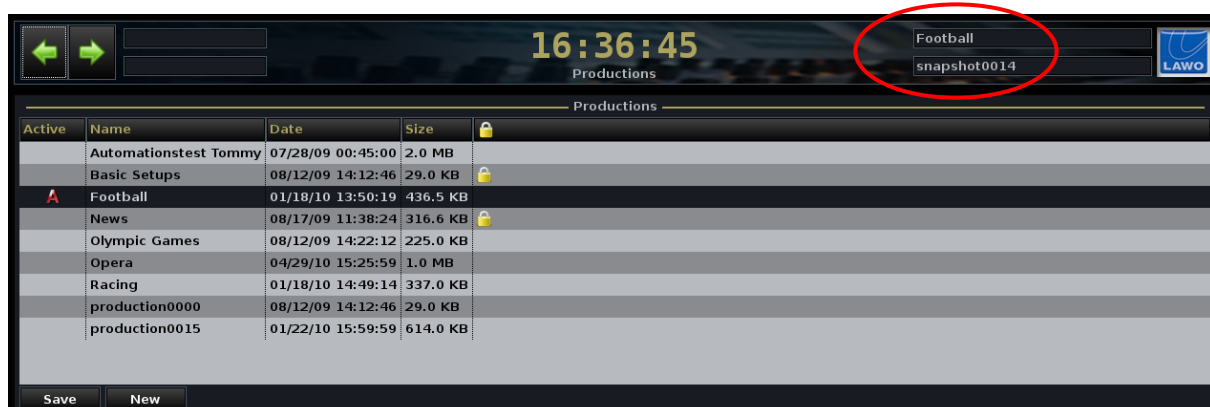 16:36:45
Productions
Football
snapshot0014
LAWO
Productions
Active Name Date Size
Automationstest Tommy 07/28/09 00:45:00 2.0 MB
Basic Setups 08/12/09 14:12:46 29.0 KB
A Football 01/18/10 13:50:19 436.5 KB
News 08/17/09 11:38:24 316.6 KB
Olympic Games 08/12/09 14:22:12 225.0 KB
Opera 04/29/10 15:25:59 1.0 MB
Racing 01/18/10 14:49:14 337.0 KB
production0000 08/12/09 14:12:46 29.0 KB
production0015 01/22/10 15:59:59 614.0 KB
Save New